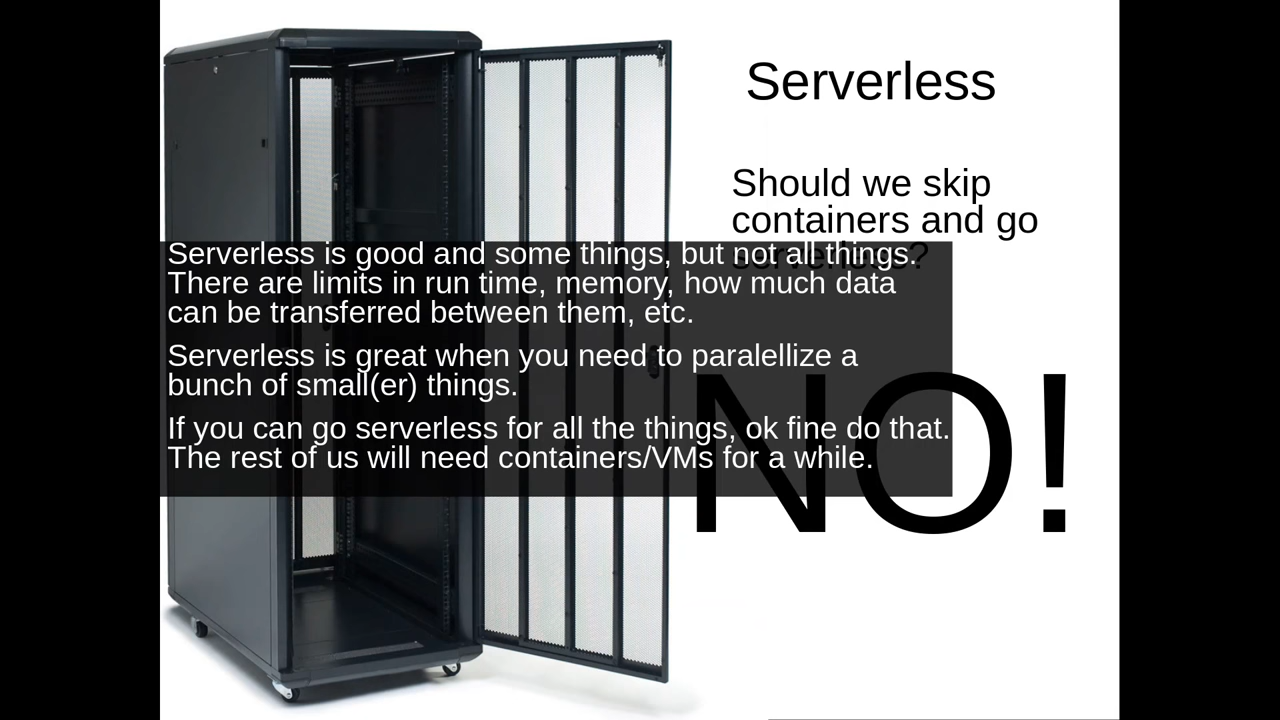 Serverless
Should we skip
containers and go
serverless?
Serverless is good and some things, but not all things.
There are limits in run time, memory, how much data
can be transferred between them, etc.
Serverless is great when you need to paralellize a
bunch of small(er) things.
If you can go serverless for all the things, ok fine do that.
The rest of us will need containers/VMs for a while.
NO!